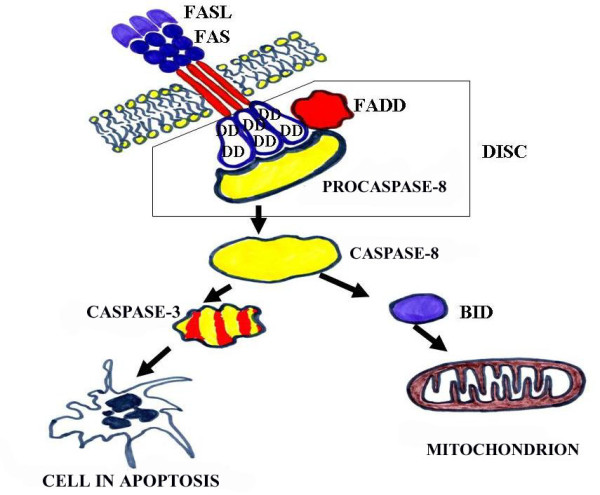 FASL
FAS
FADD
DD
DD
DD
DD
DD
DD
DISC
PROCASPASE-8
CASPASE-8
CASPASE-3
BID
MITOCHONDRION
CELL IN APOPTOSIS